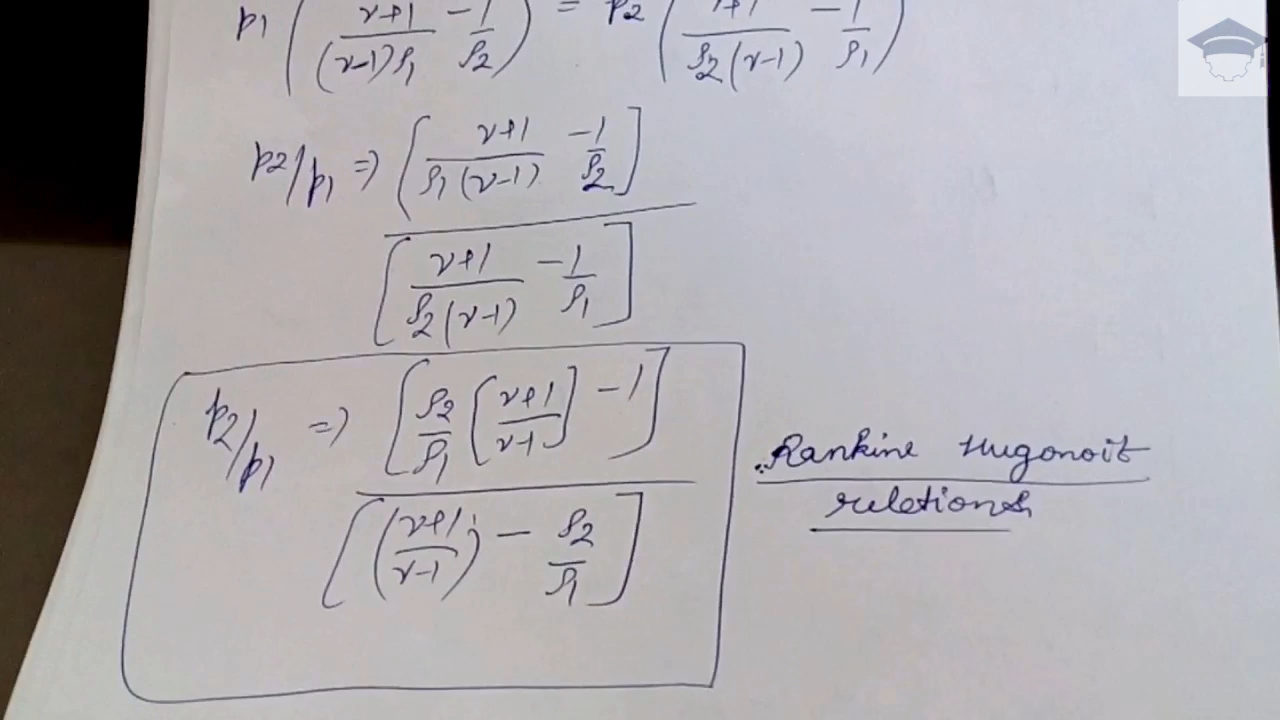 p1 ( γ+1 / (γ-1)ρ1 - 1/ρ2 ) = p2 ( γ+1 / ρ2(γ-1) - 1/ρ1 )
p2/p1 => [ γ+1 / ρ1(γ-1) - 1/ρ2 ]
[ γ+1 / ρ2(γ-1) - 1/ρ1 ]
p2/p1 => [ ρ2/ρ1 [ γ+1 / γ-1 ] - 1 ]
[ ( γ+1 / γ-1 ) - ρ2/ρ1 ]
Rankine Hugonoit
reletions